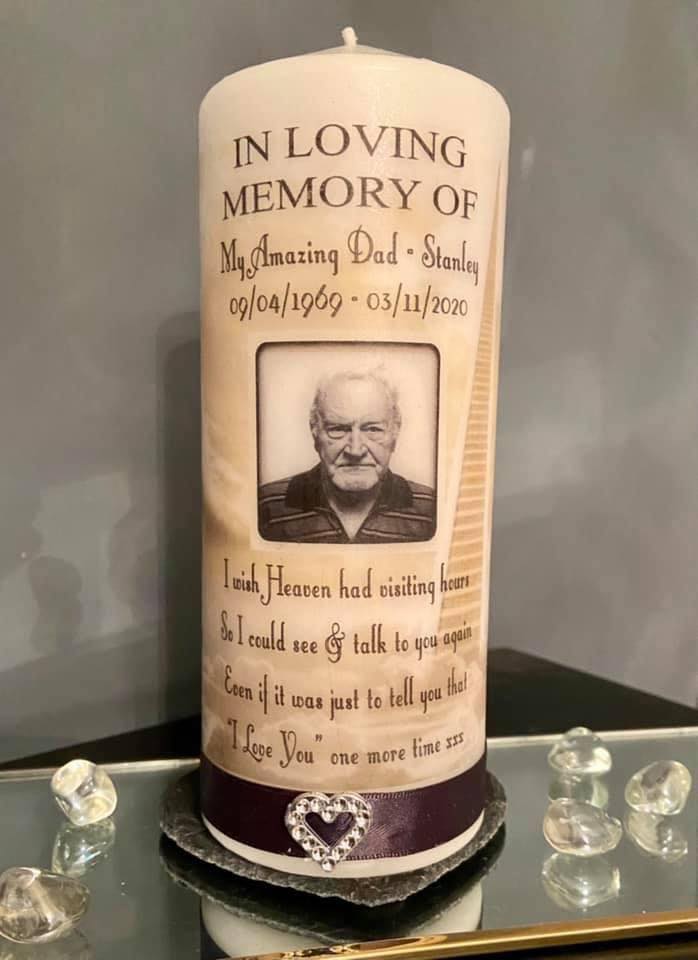 IN LOVING
MEMORY OF
My Amazing Dad - Stanley
09/04/1969 - 03/11/2020
I wish Heaven had visiting hours
So I could see & talk to you again
Even if it was just to tell you that
"I Love You" one more time xxx